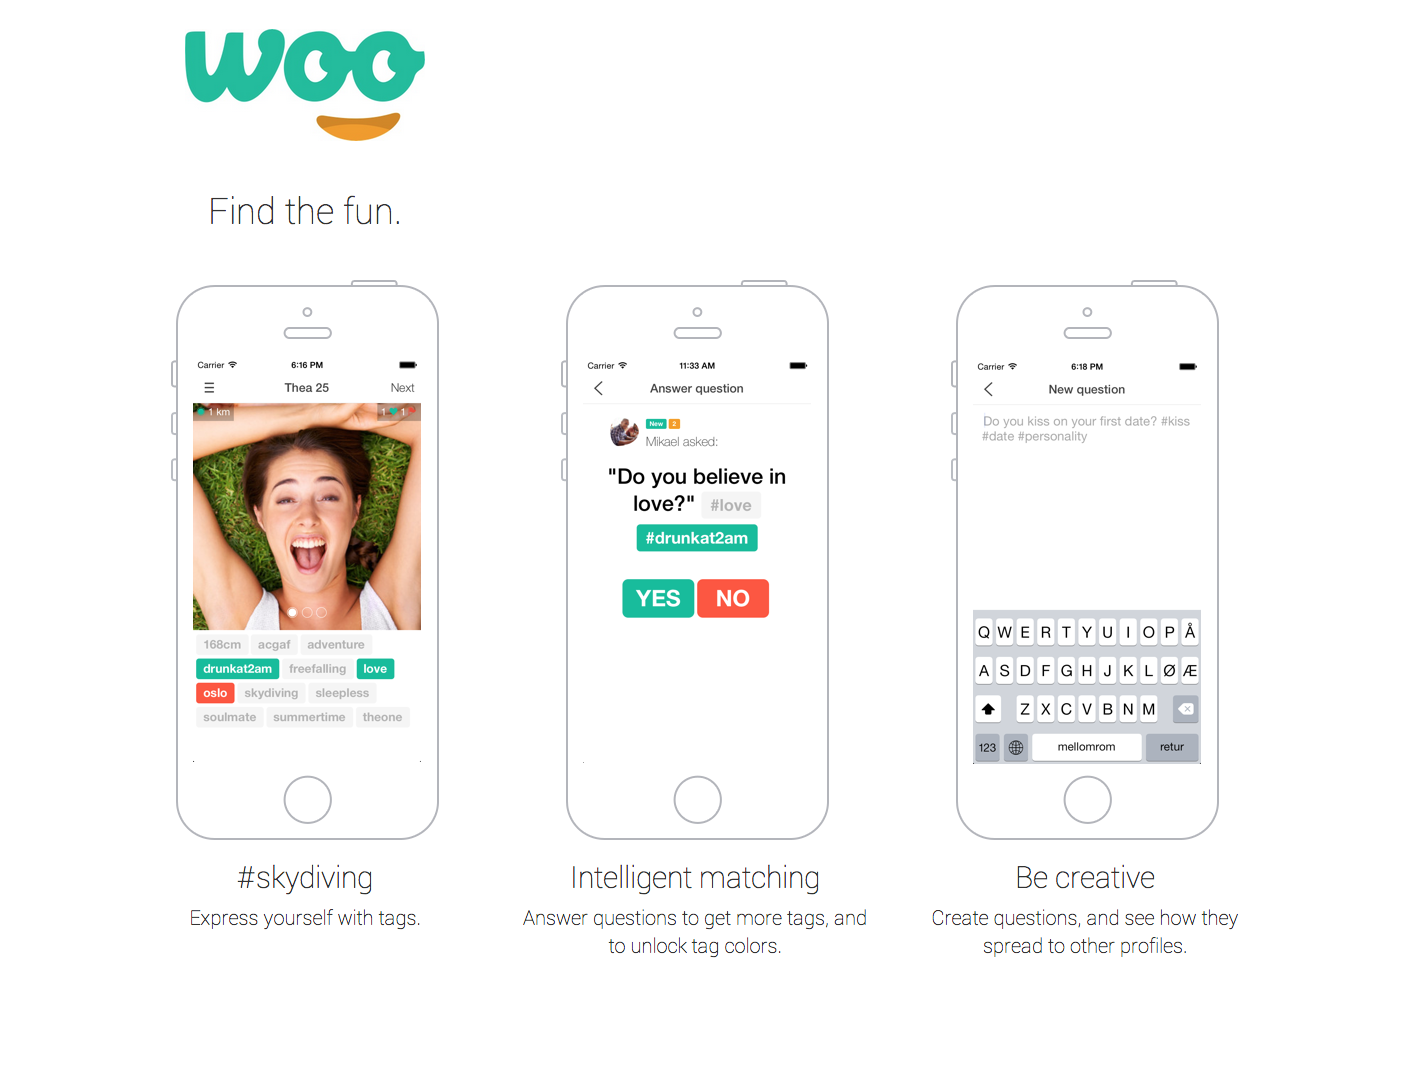 woo
Find the fun.
Carrier 6:16 PM
Thea 25 Next
1 km 1 1
168cm acgaf adventure
drunkat2am freefalling love
oslo skydiving sleepless
soulmate summertime theone
#skydiving
Express yourself with tags.
Carrier 11:33 AM
Answer question
New 2
Mikael asked:
"Do you believe in
love?" #love
#drunkat2am
YES NO
Intelligent matching
Answer questions to get more tags, and
to unlock tag colors.
Carrier 6:18 PM
New question
Do you kiss on your first date? #kiss
#date #personality
Q W E R T Y U I O P Å
A S D F G H J K L Ø Æ
Z X C V B N M
123 mellomrom retur
Be creative
Create questions, and see how they
spread to other profiles.